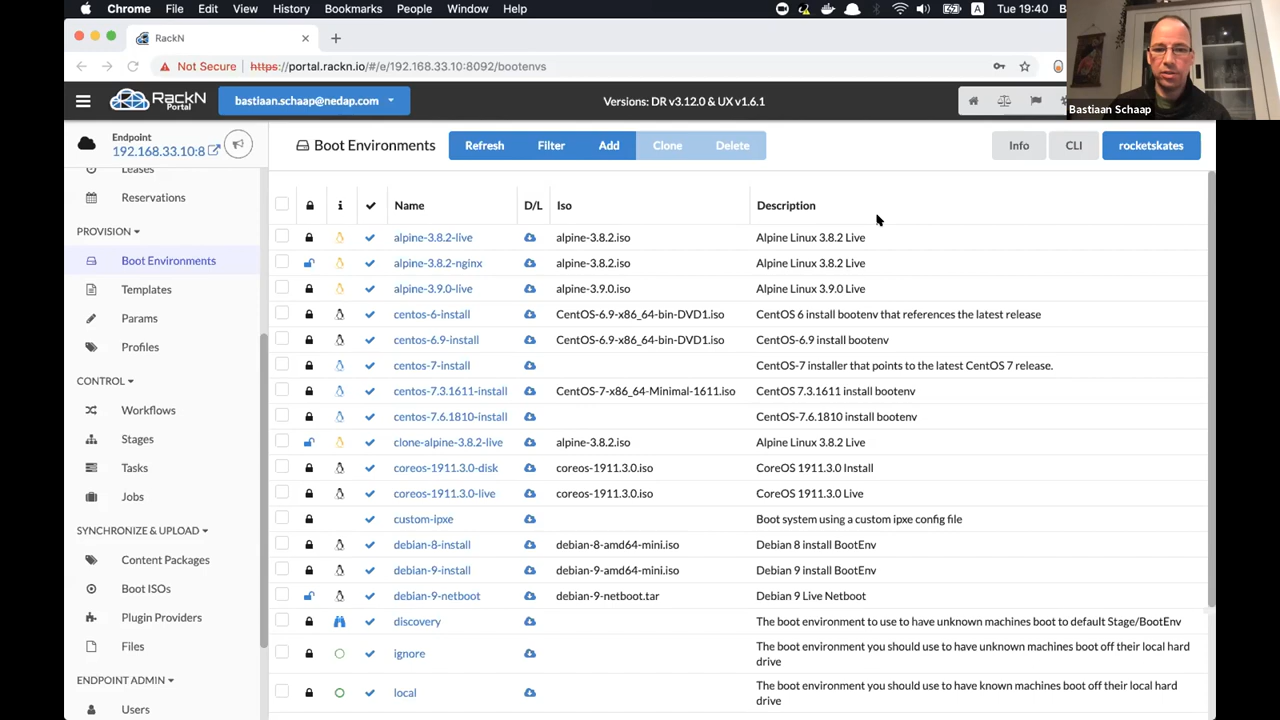 Chrome File Edit View History Bookmarks People Window Help
A Tue 19:40 B
RackN
Not Secure https://portal.rackn.io/#/e/192.168.33.10:8092/bootenvs
Bastiaan Schaap
RackN Portal
bastiaan.schaap@nedap.com
Versions: DR v3.12.0 & UX v1.6.1
Endpoint
192.168.33.10:8
Boot Environments
Refresh Filter Add Clone Delete
Info CLI rocketskates
Leases
Reservations
PROVISION
Boot Environments
Templates
Params
Profiles
CONTROL
Workflows
Stages
Tasks
Jobs
SYNCHRONIZE & UPLOAD
Content Packages
Boot ISOs
Plugin Providers
Files
ENDPOINT ADMIN
Users
Name D/L Iso Description
alpine-3.8.2-live alpine-3.8.2.iso Alpine Linux 3.8.2 Live
alpine-3.8.2-nginx alpine-3.8.2.iso Alpine Linux 3.8.2 Live
alpine-3.9.0-live alpine-3.9.0.iso Alpine Linux 3.9.0 Live
centos-6-install CentOS-6.9-x86_64-bin-DVD1.iso CentOS 6 install bootenv that references the latest release
centos-6.9-install CentOS-6.9-x86_64-bin-DVD1.iso CentOS-6.9 install bootenv
centos-7-install CentOS-7 installer that points to the latest CentOS 7 release.
centos-7.3.1611-install CentOS-7-x86_64-Minimal-1611.iso CentOS 7.3.1611 install bootenv
centos-7.6.1810-install CentOS-7.6.1810 install bootenv
clone-alpine-3.8.2-live alpine-3.8.2.iso Alpine Linux 3.8.2 Live
coreos-1911.3.0-disk coreos-1911.3.0.iso CoreOS 1911.3.0 Install
coreos-1911.3.0-live coreos-1911.3.0.iso CoreOS 1911.3.0 Live
custom-ipxe Boot system using a custom ipxe config file
debian-8-install debian-8-amd64-mini.iso Debian 8 install BootEnv
debian-9-install debian-9-amd64-mini.iso Debian 9 install BootEnv
debian-9-netboot debian-9-netboot.tar Debian 9 Live Netboot
discovery The boot environment to use to have unknown machines boot to default Stage/BootEnv
ignore The boot environment you should use to have unknown machines boot off their local hard
drive
local The boot environment you should use to have known machines boot off their local hard
drive